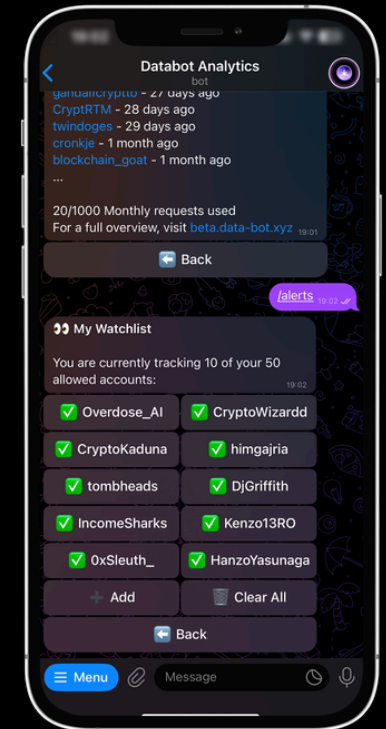 Databot Analytics
bot
gandalfcryptto - 27 days ago
CryptRTM - 28 days ago
twindoges - 29 days ago
cronkje - 1 month ago
blockchain_goat - 1 month ago
...
20/1000 Monthly requests used
For a full overview, visit beta.data-bot.xyz 19:01
Back
/alerts 19:02
👀 My Watchlist
You are currently tracking 10 of your 50
allowed accounts:
19:02
✅ Overdose_AI ✅ CryptoWizardd
✅ CryptoKaduna ✅ himgajria
✅ tombheads ✅ DjGriffith
✅ IncomeSharks ✅ Kenzo13RO
✅ 0xSleuth_ ✅ HanzoYasunaga
➕ Add 🗑️ Clear All
Back
Menu Message